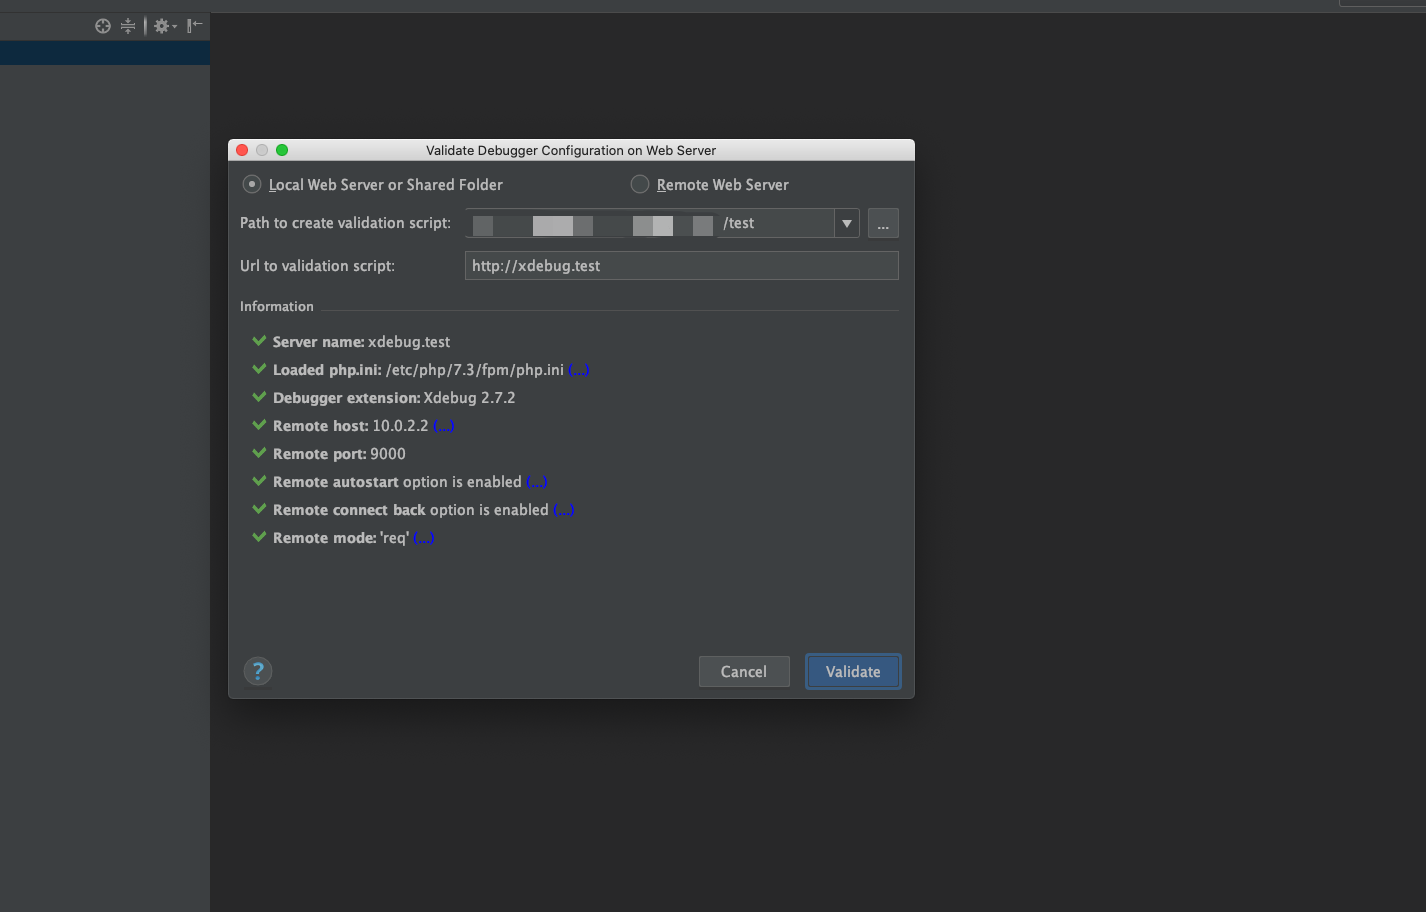 Validate Debugger Configuration on Web Server
Local Web Server or Shared Folder Remote Web Server
Path to create validation script: /test ...
Url to validation script: http://xdebug.test
Information
Server name: xdebug.test
Loaded php.ini: /etc/php/7.3/fpm/php.ini (...)
Debugger extension: Xdebug 2.7.2
Remote host: 10.0.2.2 (...)
Remote port: 9000
Remote autostart option is enabled (...)
Remote connect back option is enabled (...)
Remote mode: 'req' (...)
? Cancel Validate